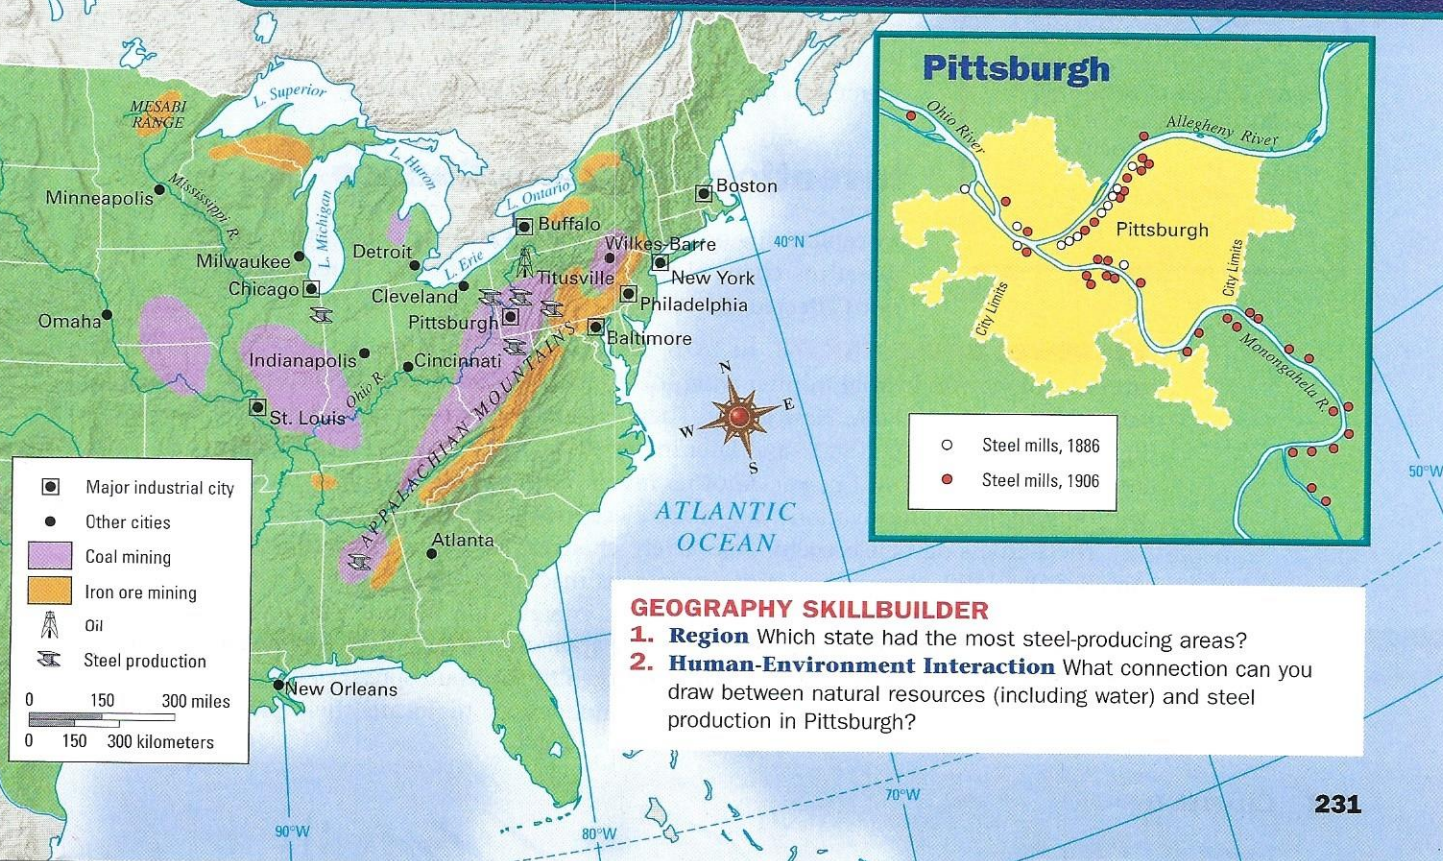 MESABI
RANGE
L. Superior
L. Huron
L. Michigan
L. Ontario
L. Erie
Minneapolis
Mississippi R.
Boston
Buffalo
40°N
Wilkes-Barre
Milwaukee
Detroit
Titusville
New York
Chicago
Cleveland
Philadelphia
Omaha
Pittsburgh
Baltimore
Indianapolis
Cincinnati
Ohio R.
St. Louis
APPALACHIAN MOUNTAINS
Atlanta
New Orleans
N
E
W
S
ATLANTIC
OCEAN
Major industrial city
Other cities
Coal mining
Iron ore mining
Oil
Steel production
0 150 300 miles
0 150 300 kilometers
90°W
80°W
70°W
50°W
Pittsburgh
Ohio River
Allegheny River
Pittsburgh
City Limits
City Limits
Monongahela R.
Steel mills, 1886
Steel mills, 1906
GEOGRAPHY SKILLBUILDER
1. Region Which state had the most steel-producing areas?
2. Human-Environment Interaction What connection can you
draw between natural resources (including water) and steel
production in Pittsburgh?
231